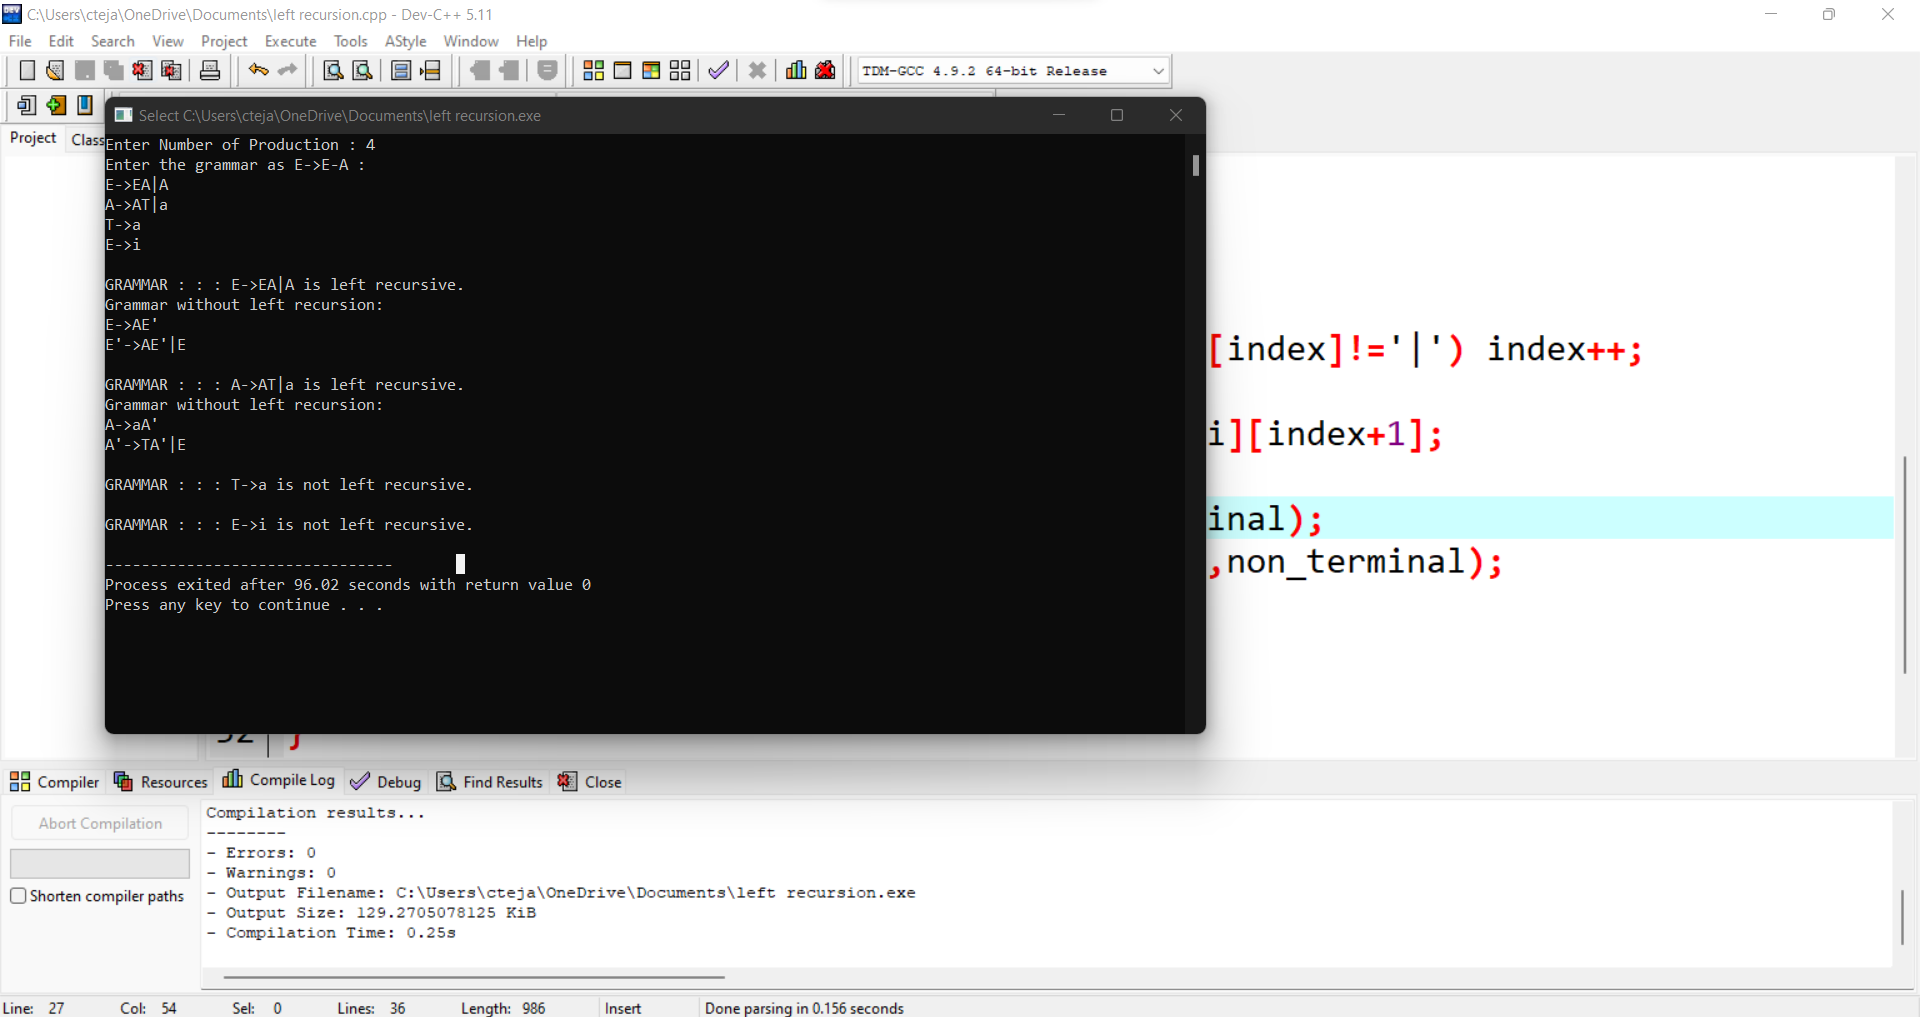 C:\Users\cteja\OneDrive\Documents\left recursion.cpp - Dev-C++ 5.11
File Edit Search View Project Execute Tools AStyle Window Help
TDM-GCC 4.9.2 64-bit Release
Project Class
Select C:\Users\cteja\OneDrive\Documents\left recursion.exe
Enter Number of Production : 4
Enter the grammar as E->E-A :
E->EA|A
A->AT|a
T->a
E->i
GRAMMAR : : : E->EA|A is left recursive.
Grammar without left recursion:
E->AE'
E'->AE'|E
GRAMMAR : : : A->AT|a is left recursive.
Grammar without left recursion:
A->aA'
A'->TA'|E
GRAMMAR : : : T->a is not left recursive.
GRAMMAR : : : E->i is not left recursive.
--------------------------------
Process exited after 96.02 seconds with return value 0
Press any key to continue . . .
[index]!='|') index++;
i][index+1];
inal);
,non_terminal);
32 }
Compiler Resources Compile Log Debug Find Results Close
Abort Compilation
Shorten compiler paths
Compilation results...
--------
- Errors: 0
- Warnings: 0
- Output Filename: C:\Users\cteja\OneDrive\Documents\left recursion.exe
- Output Size: 129.2705078125 KiB
- Compilation Time: 0.25s
Line: 27 Col: 54 Sel: 0 Lines: 36 Length: 986 Insert Done parsing in 0.156 seconds